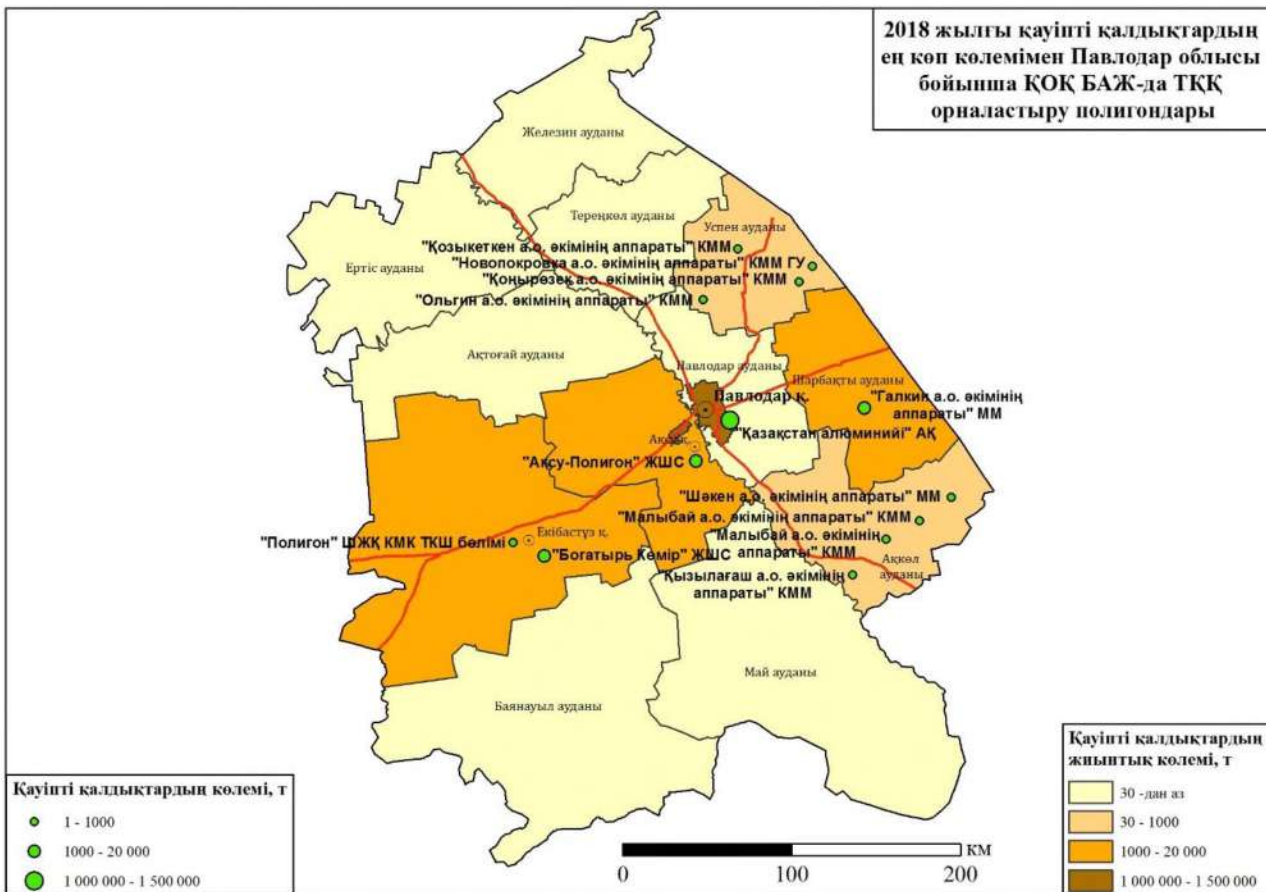 2018 жылғы қауіпті қалдықтардың
ең көп көлемімен Павлодар облысы
бойынша ҚОҚ БАЖ-да ТҚҚ
орналастыру полигондары
Железин ауданы
Тереңкөл ауданы
Успен ауданы
"Қозыкеткен а.о. әкімінің аппараты" КММ
"Новопокровка а.о. әкімінің аппараты" КММ ГУ
Ертіс ауданы
"Қоңырөзек а.о. әкімінің аппараты" КММ
"Ольгин а.о. әкімінің аппараты" КММ
Ақтоғай ауданы
Павлодар ауданы
Шарбақты ауданы
Павлодар қ.
"Галкин а.о. әкімінің
аппараты" ММ
"Қазақстан алюминийі" АҚ
"Ақсу-Полигон" ЖШС
"Шәкен а.о. әкімінің аппараты" ММ
"Малыбай а.о. әкімінің аппараты" КММ
"Малыбай а.о. әкімінің
аппараты" КММ
Екібастұз қ.
"Полигон" ШЖҚ КМК ТКШ бөлімі
"Богатырь Көмір" ЖШС
Ақкөл
ауданы
"Қызылағаш а.о. әкімінің
аппараты" КММ
Май ауданы
Баянауыл ауданы
Қауіпті қалдықтардың көлемі, т
1 - 1000
1000 - 20 000
1 000 000 - 1 500 000
0 100 200
КМ
Қауіпті қалдықтардың
жиынтық көлемі, т
30 -дан аз
30 - 1000
1000 - 20 000
1 000 000 - 1 500 000